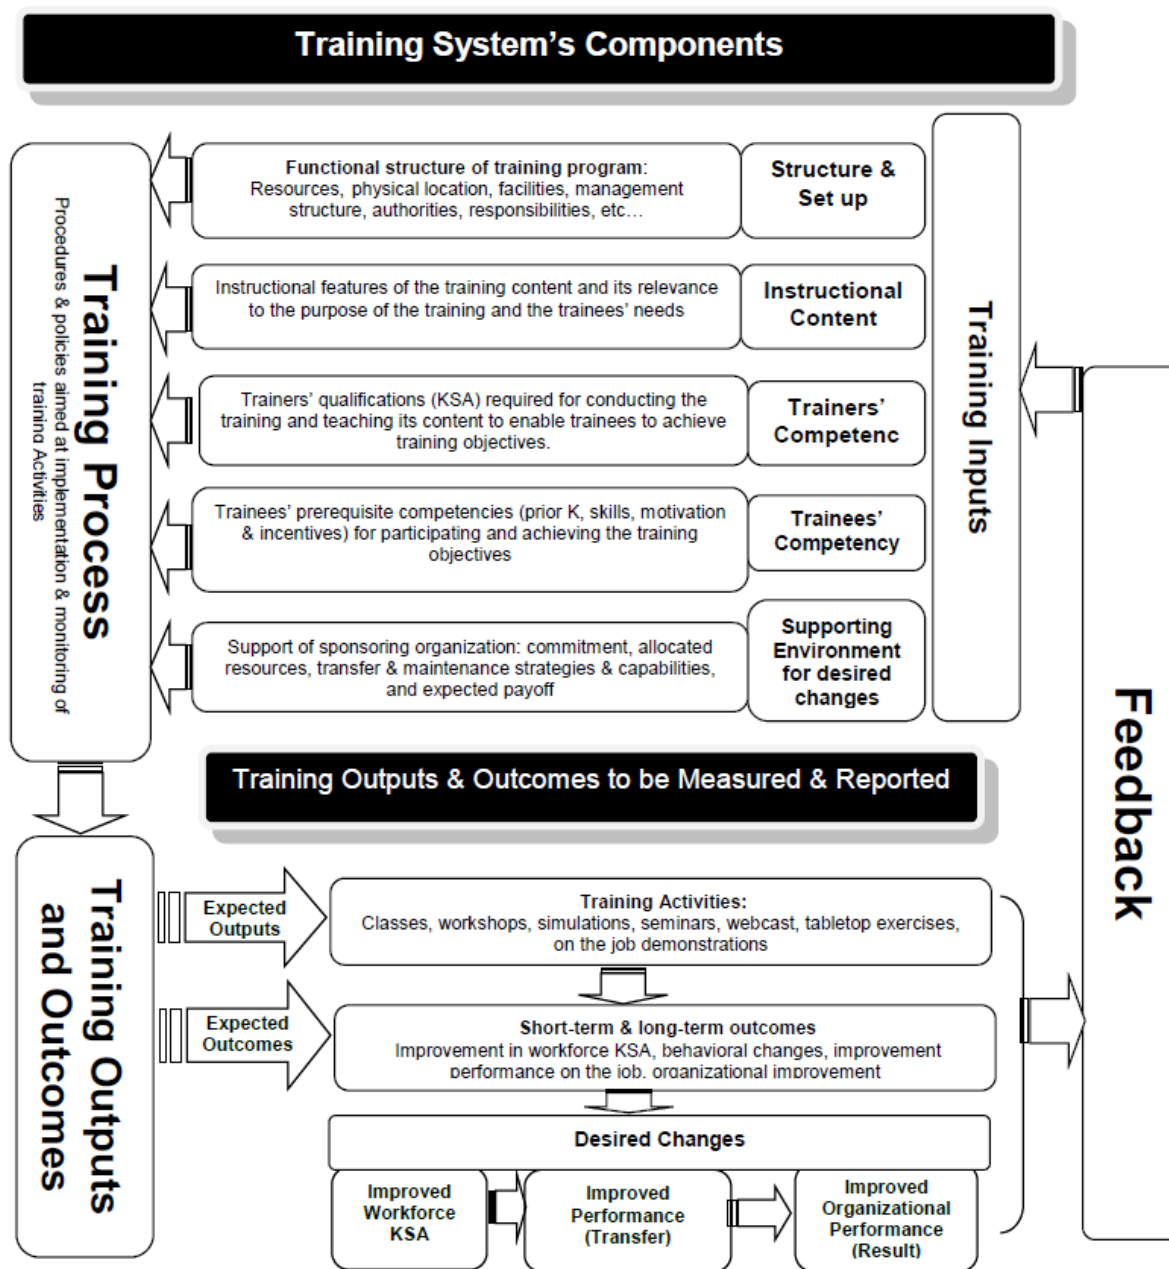 Training System's Components
Functional structure of training program:
Resources, physical location, facilities, management
structure, authorities, responsibilities, etc…
Structure &
Set up
Instructional features of the training content and its relevance
to the purpose of the training and the trainees' needs
Instructional
Content
Trainers' qualifications (KSA) required for conducting the
training and teaching its content to enable trainees to achieve
training objectives.
Trainers'
Competenc
Trainees' prerequisite competencies (prior K, skills, motivation
& incentives) for participating and achieving the training
objectives
Trainees'
Competency
Support of sponsoring organization: commitment, allocated
resources, transfer & maintenance strategies & capabilities,
and expected payoff
Supporting
Environment
for desired
changes
Training Process
Procedures & policies aimed at implementation & monitoring of
training Activities
Training Inputs
Feedback
Training Outputs & Outcomes to be Measured & Reported
Training Outputs
and Outcomes
Expected
Outputs
Training Activities:
Classes, workshops, simulations, seminars, webcast, tabletop exercises,
on the job demonstrations
Expected
Outcomes
Short-term & long-term outcomes
Improvement in workforce KSA, behavioral changes, improvement
performance on the job, organizational improvement
Desired Changes
Improved
Workforce
KSA
Improved
Performance
(Transfer)
Improved
Organizational
Performance
(Result)